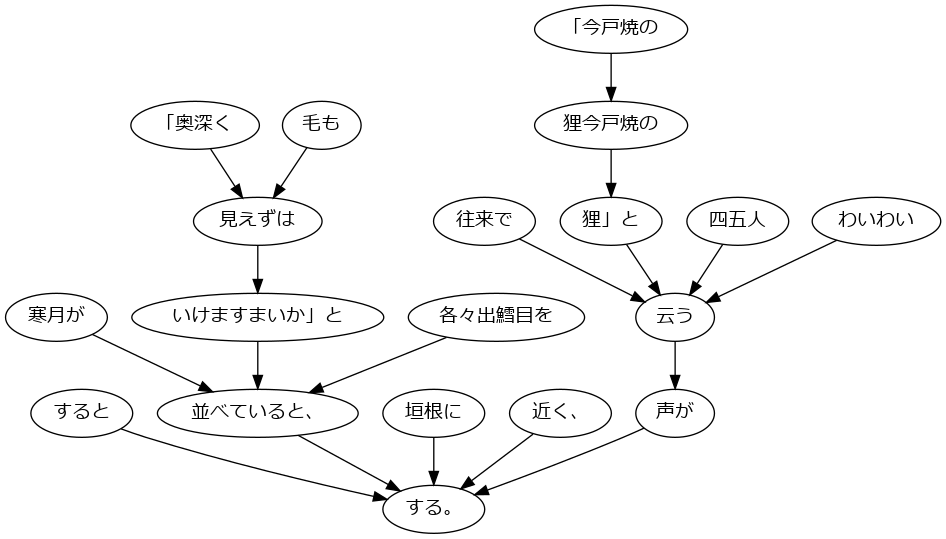 「今戸焼の
「奥深く
毛も
狸今戸焼の
見えずは
往来で
狸」と
四五人
わいわい
寒月が
いけますまいか」と
各々出鱈目を
云う
すると
並べていると、
垣根に
近く、
声が
する。